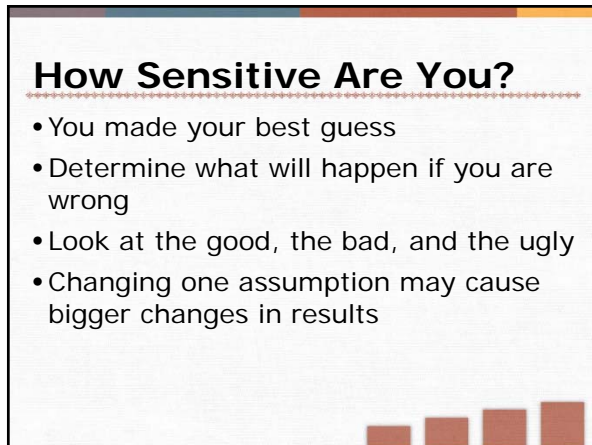 How Sensitive Are You?
•You made your best guess
•Determine what will happen if you are
wrong
•Look at the good, the bad, and the ugly
•Changing one assumption may cause
bigger changes in results